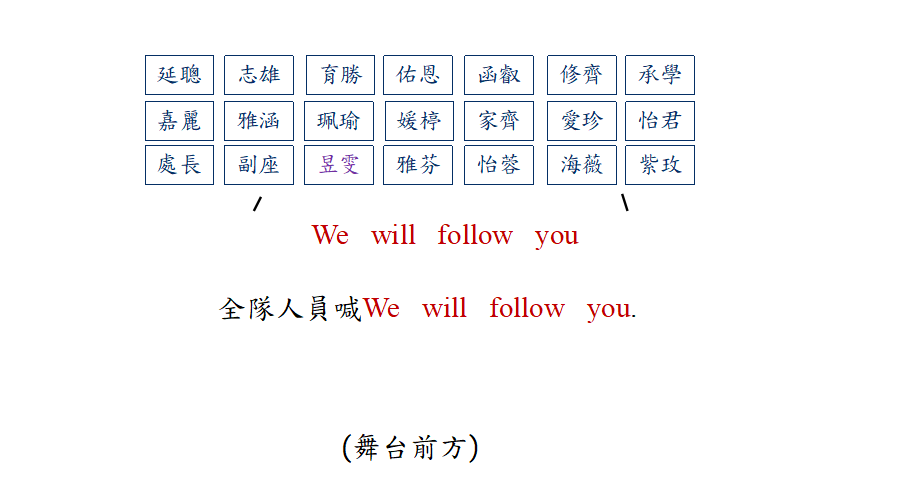 延聰 志雄 育勝 佑恩 函叡 修齊 承學
嘉麗 雅涵 珮瑜 媛楟 家齊 愛珍 怡君
處長 副座 昱雯 雅芬 怡蓉 海薇 紫玫
We will follow you
全隊人員喊We will follow you.
(舞台前方)